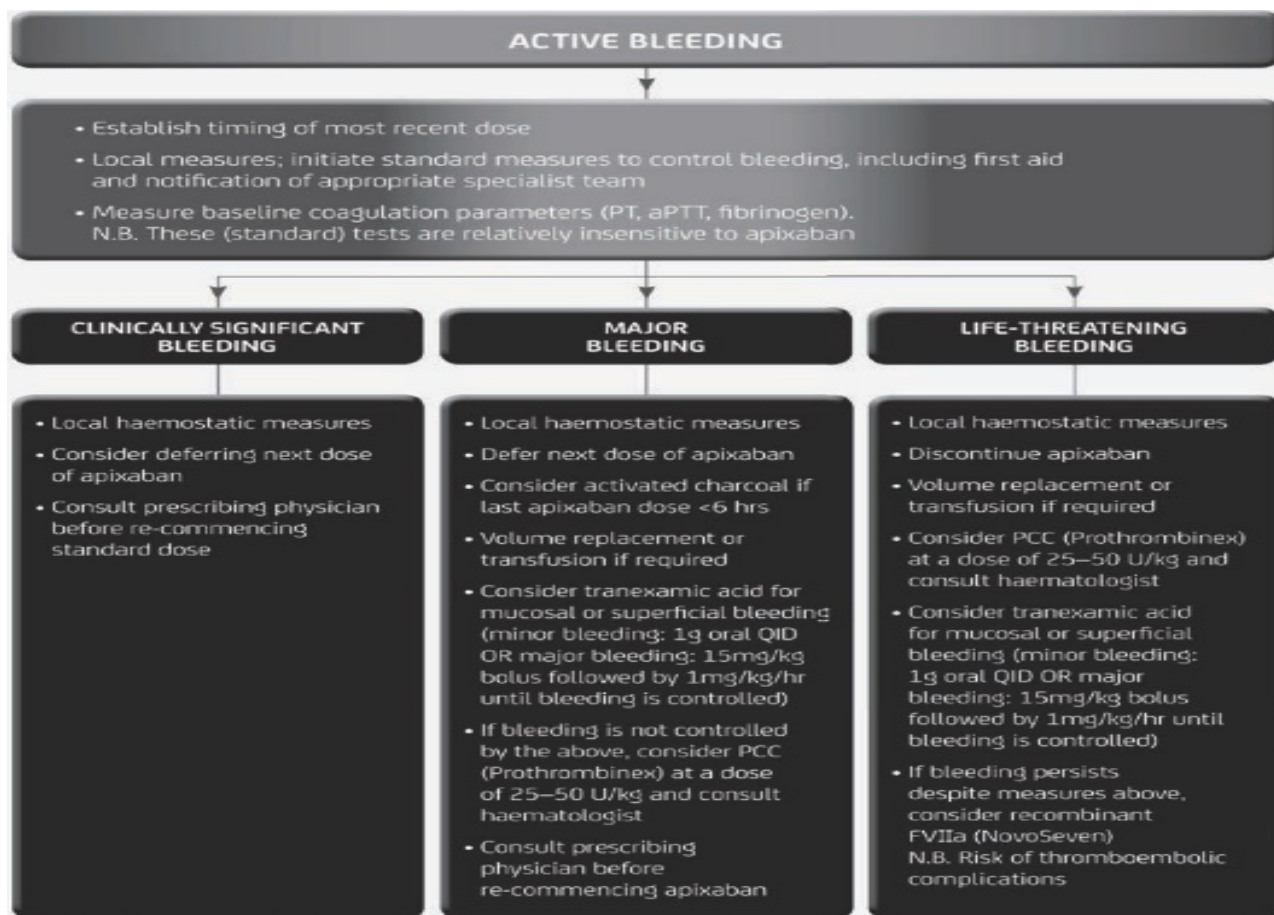 ACTIVE BLEEDING
• Establish timing of most recent dose
• Local measures; initiate standard measures to control bleeding, including first aid
and notification of appropriate specialist team
• Measure baseline coagulation parameters (PT, aPTT, fibrinogen).
N.B. These (standard) tests are relatively insensitive to apixaban
CLINICALLY SIGNIFICANT
BLEEDING
• Local haemostatic measures
• Consider deferring next dose
of apixaban
• Consult prescribing physician
before re-commencing
standard dose
MAJOR
BLEEDING
• Local haemostatic measures
• Defer next dose of apixaban
• Consider activated charcoal if
last apixaban dose <6 hrs
• Volume replacement or
transfusion if required
• Consider tranexamic acid for
mucosal or superficial bleeding
(minor bleeding: 1g oral QID
OR major bleeding: 15mg/kg
bolus followed by 1mg/kg/hr
until bleeding is controlled)
• If bleeding is not controlled
by the above, consider PCC
(Prothrombinex) at a dose
of 25–50 U/kg and consult
haematologist
• Consult prescribing
physician before
re-commencing apixaban
LIFE-THREATENING
BLEEDING
• Local haemostatic measures
• Discontinue apixaban
• Volume replacement or
transfusion if required
• Consider PCC (Prothrombinex)
at a dose of 25–50 U/kg and
consult haematologist
• Consider tranexamic acid
for mucosal or superficial
bleeding (minor bleeding:
1g oral QID OR major
bleeding: 15mg/kg bolus
followed by 1mg/kg/hr until
bleeding is controlled)
• If bleeding persists
despite measures above,
consider recombinant
FVIIa (NovoSeven)
N.B. Risk of thromboembolic
complications